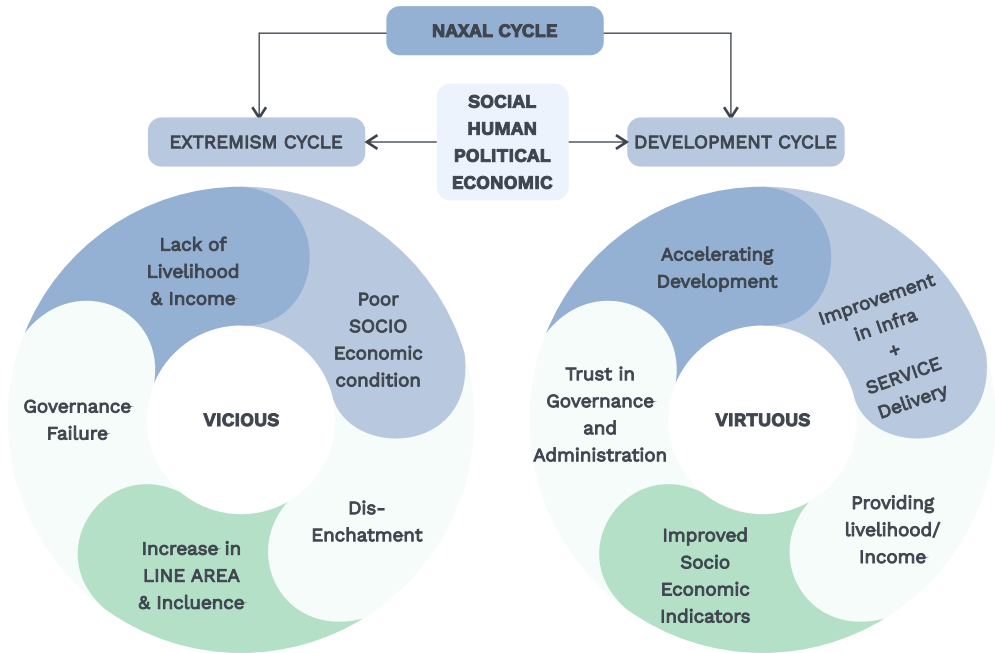 NAXAL CYCLE
SOCIAL
HUMAN
POLITICAL
ECONOMIC
EXTREMISM CYCLE
DEVELOPMENT CYCLE
Lack of
Livelihood
& Income
Poor
SOCIO
Economic
condition
Dis-
Enchatment
Increase in
LINE AREA
& Incluence
Governance
Failure
VICIOUS
Accelerating
Development
Improvement
in Infra
+
SERVICE
Delivery
Providing
livelihood/
Income
Improved
Socio
Economic
Indicators
Trust in
Governance
and
Administration
VIRTUOUS